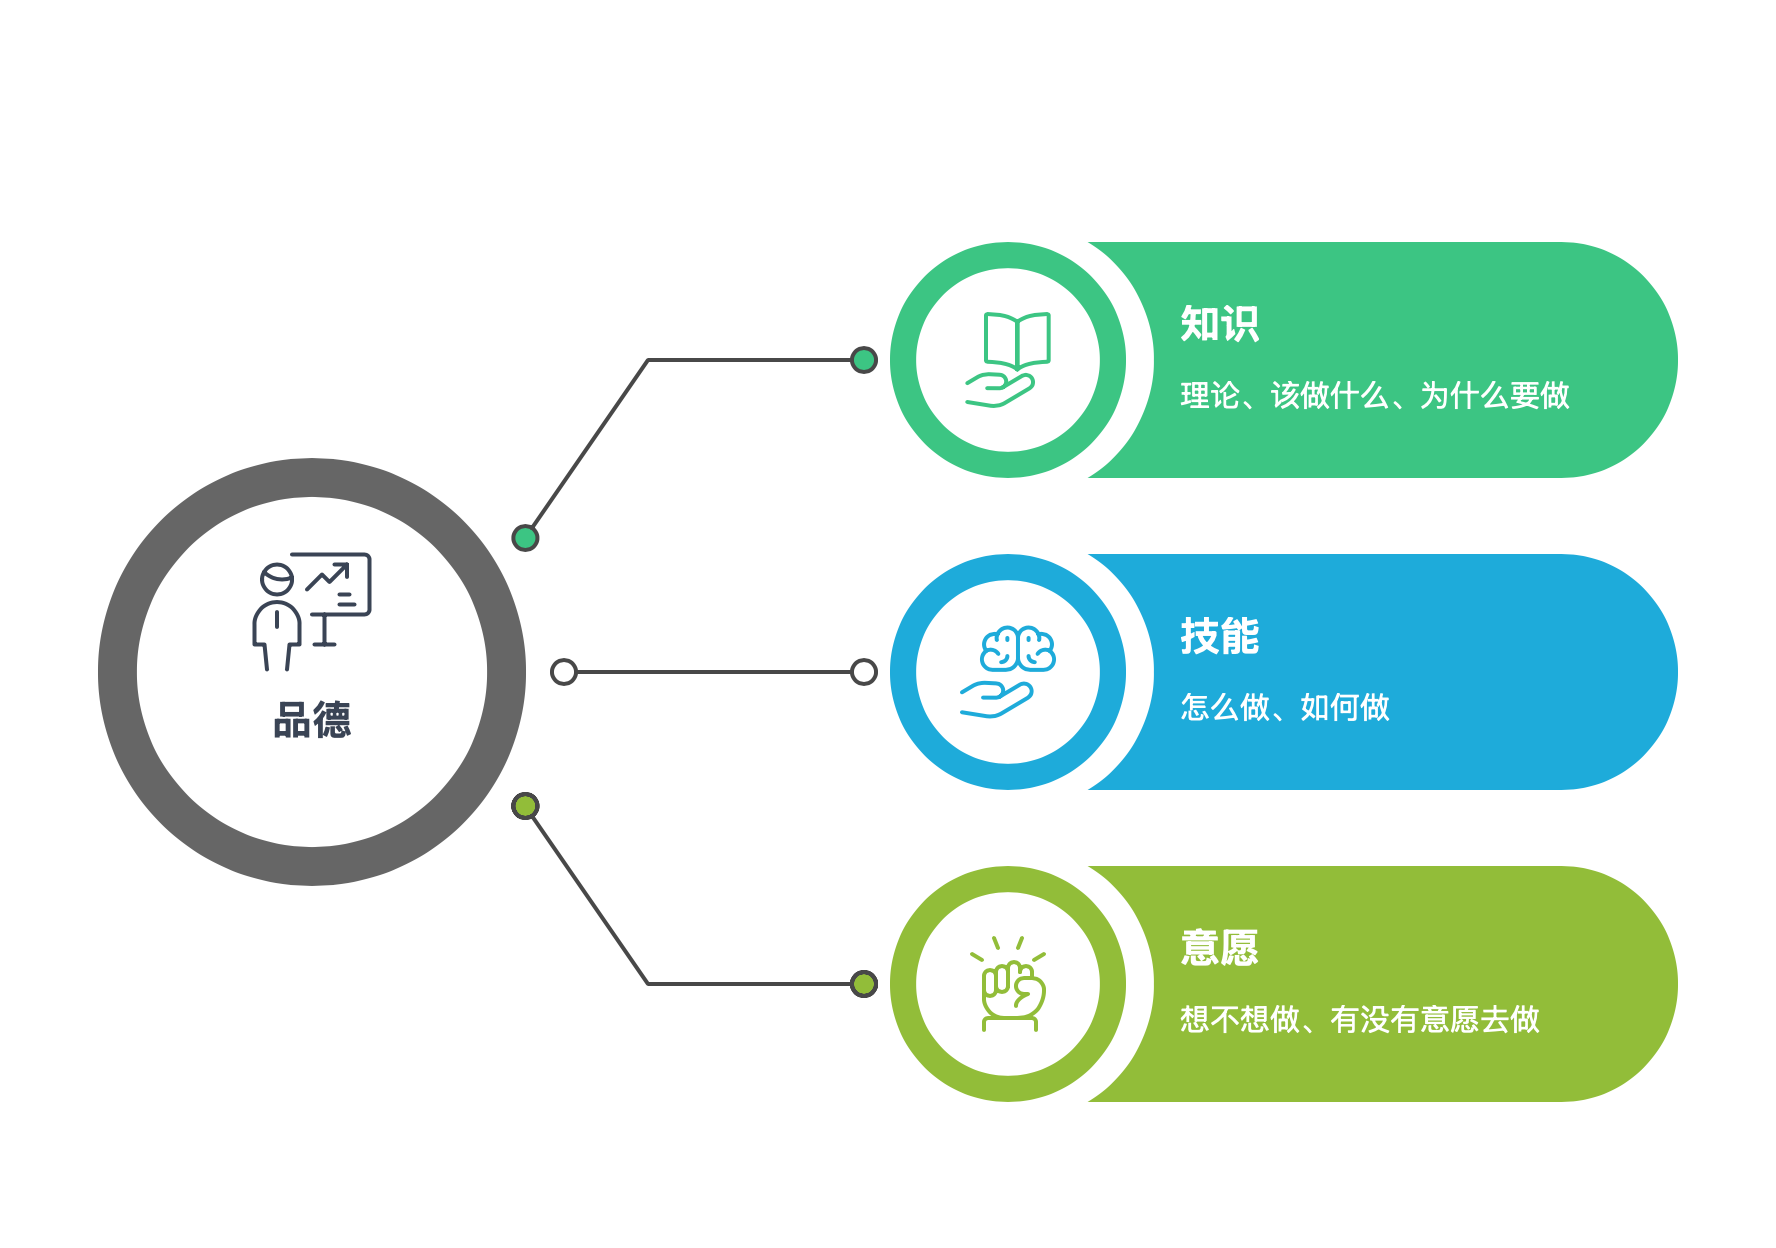 品德
知识
理论、该做什么、为什么要做
技能
怎么做、如何做
意愿
想不想做、有没有意愿去做